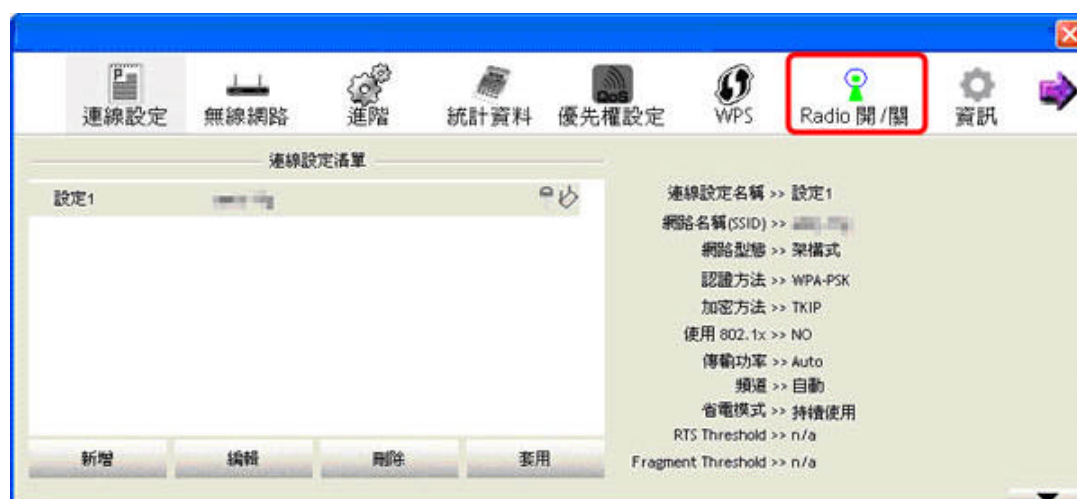 連線設定 無線網路 進階 統計資料 優先權設定 WPS Radio 開/關 資訊
QoS
連線設定清單
設定1
連線設定名稱 >> 設定1
網路名稱(SSID) >>
網路型態 >> 架構式
認證方法 >> WPA-PSK
加密方法 >> TKIP
使用 802.1x >> NO
傳輸功率 >> Auto
頻道 >> 自動
省電模式 >> 持續使用
RTS Threshold >> n/a
Fragment Threshold >> n/a
新增 編輯 刪除 套用